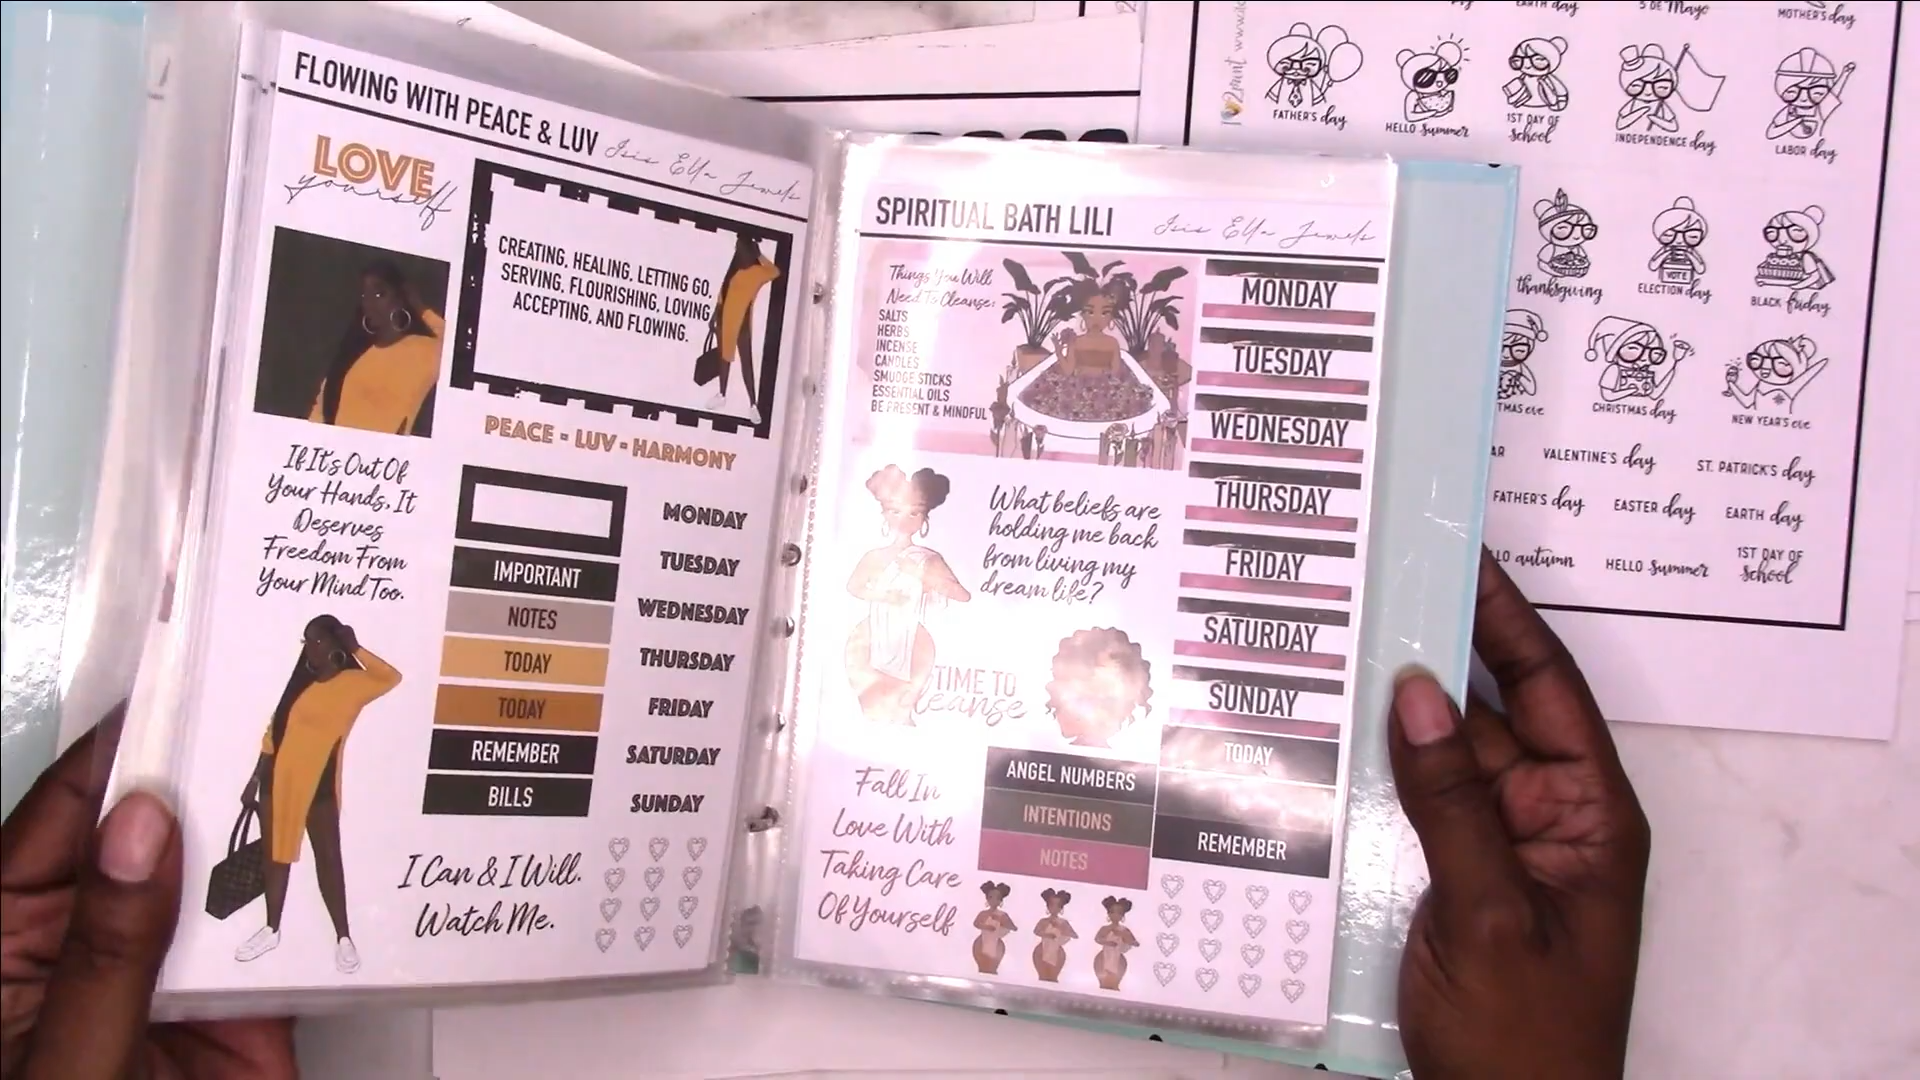 FLOWING WITH PEACE & LUV
Isis Ella Jewels
LOVE
yourself
CREATING, HEALING, LETTING GO,
SERVING, FLOURISHING, LOVING
ACCEPTING, AND FLOWING.
PEACE - LUV - HARMONY
If It's Out Of
Your Hands, It
Deserves
Freedom From
Your Mind Too.
IMPORTANT
NOTES
TODAY
TODAY
REMEMBER
BILLS
MONDAY
TUESDAY
WEDNESDAY
THURSDAY
FRIDAY
SATURDAY
SUNDAY
I Can & I Will.
Watch Me.
SPIRITUAL BATH LILI
Isis Ella Jewels
Things You Will
Need To Cleanse:
SALTS
HERBS
INCENSE
CANDLES
SMUDGE STICKS
ESSENTIAL OILS
BE PRESENT & MINDFUL
MONDAY
TUESDAY
WEDNESDAY
THURSDAY
FRIDAY
SATURDAY
SUNDAY
TODAY
REMEMBER
What beliefs are
holding me back
from living my
dream life?
TIME TO
cleanse
Fall In
Love With
Taking Care
Of Yourself
ANGEL NUMBERS
INTENTIONS
NOTES
EARTH day
5 DE Mayo
MOTHER'S day
2print
FATHER'S day
HELLO summer
1ST DAY OF
school
INDEPENDENCE day
LABOR day
thanksgiving
VOTE
ELECTION day
BLACK friday
CHRISTMAS day
NEW YEAR'S eve
VALENTINE'S day
ST. PATRICK'S day
FATHER'S day
EASTER day
EARTH day
autumn
HELLO summer
1ST DAY OF
school